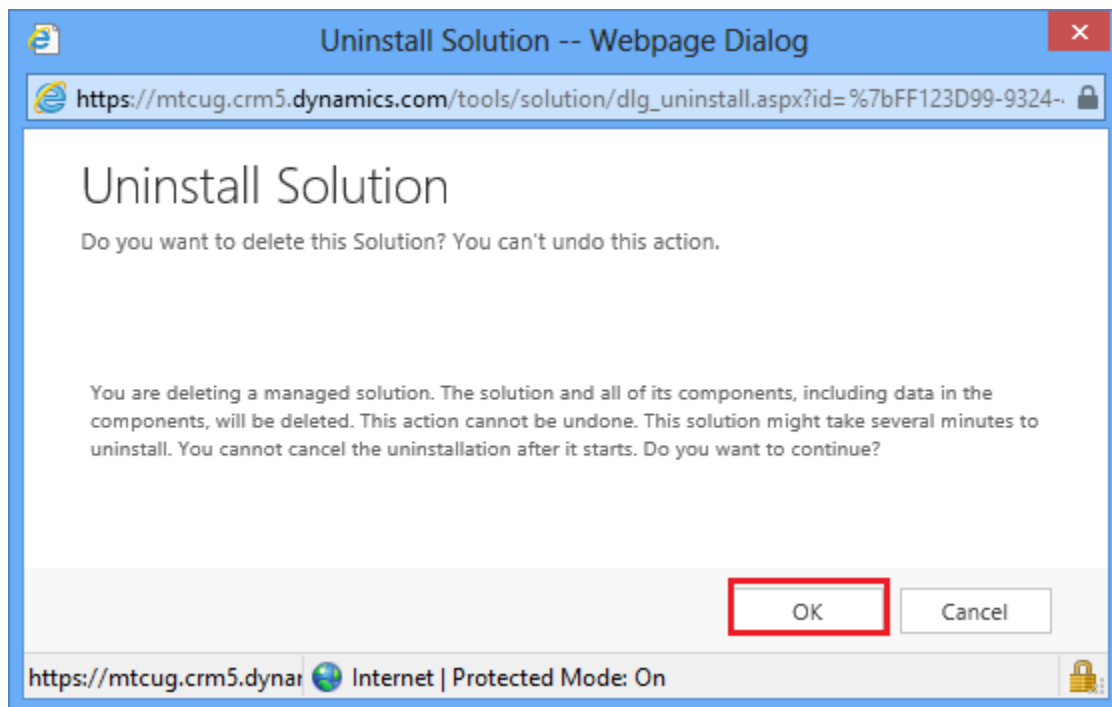 Uninstall Solution -- Webpage Dialog
https://mtcug.crm5.dynamics.com/tools/solution/dlg_uninstall.aspx?id=%7bFF123D99-9324-
Uninstall Solution
Do you want to delete this Solution? You can't undo this action.
You are deleting a managed solution. The solution and all of its components, including data in the
components, will be deleted. This action cannot be undone. This solution might take several minutes to
uninstall. You cannot cancel the uninstallation after it starts. Do you want to continue?
OK Cancel
https://mtcug.crm5.dynar Internet | Protected Mode: On